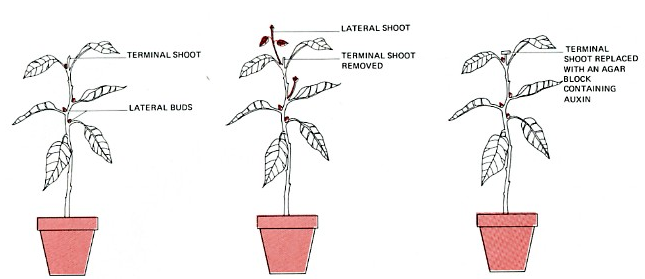 TERMINAL SHOOT
LATERAL BUDS
LATERAL SHOOT
TERMINAL SHOOT
REMOVED
TERMINAL
SHOOT REPLACED
WITH AN AGAR
BLOCK
CONTAINING
AUXIN